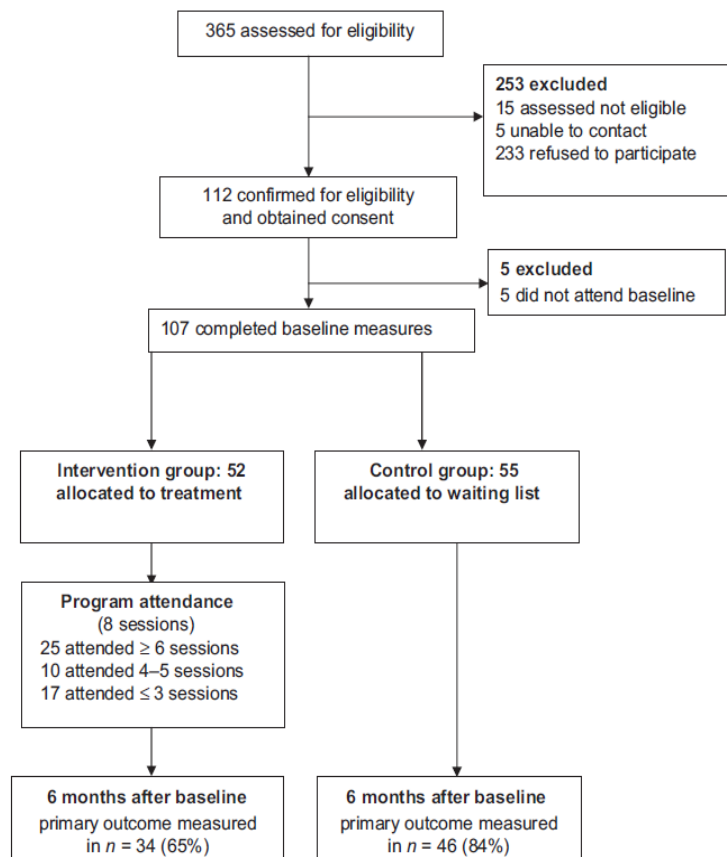 365 assessed for eligibility
253 excluded
15 assessed not eligible
5 unable to contact
233 refused to participate
112 confirmed for eligibility
and obtained consent
5 excluded
5 did not attend baseline
107 completed baseline measures
Intervention group: 52
allocated to treatment
Control group: 55
allocated to waiting list
Program attendance
(8 sessions)
25 attended ≥ 6 sessions
10 attended 4–5 sessions
17 attended ≤ 3 sessions
6 months after baseline
primary outcome measured
in n = 34 (65%)
6 months after baseline
primary outcome measured
in n = 46 (84%)